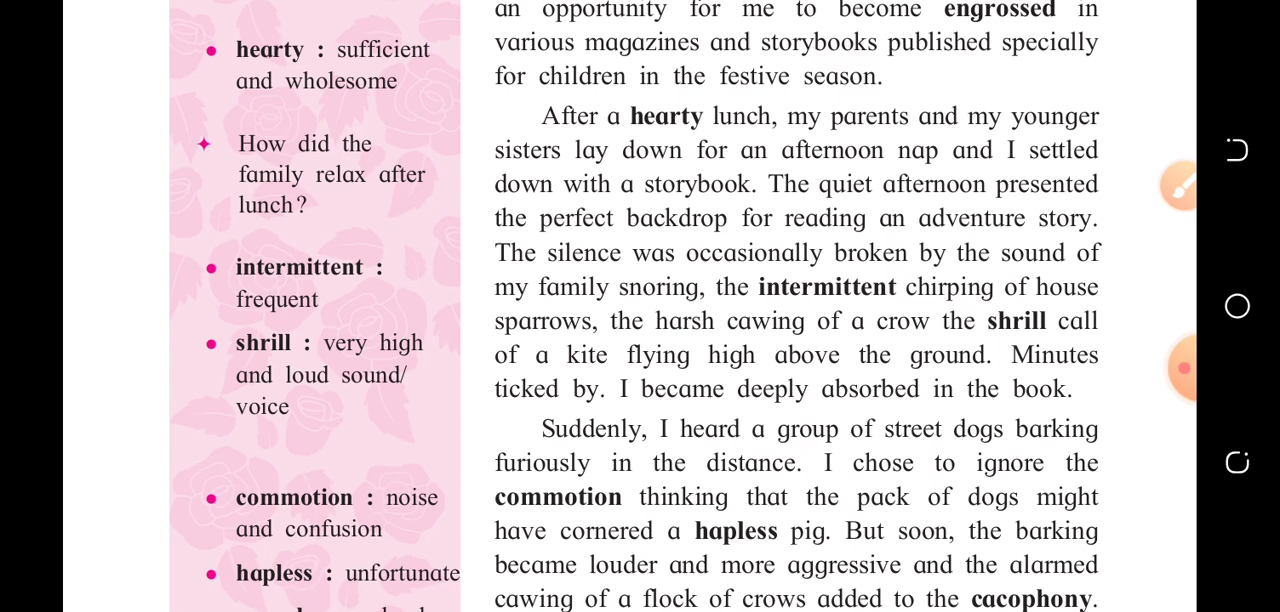 hearty : sufficient
and wholesome
How did the
family relax after
lunch?
intermittent :
frequent
shrill : very high
and loud sound/
voice
commotion : noise
and confusion
hapless : unfortunate
an opportunity for me to become engrossed in
various magazines and storybooks published specially
for children in the festive season.
After a hearty lunch, my parents and my younger
sisters lay down for an afternoon nap and I settled
down with a storybook. The quiet afternoon presented
the perfect backdrop for reading an adventure story.
The silence was occasionally broken by the sound of
my family snoring, the intermittent chirping of house
sparrows, the harsh cawing of a crow the shrill call
of a kite flying high above the ground. Minutes
ticked by. I became deeply absorbed in the book.
Suddenly, I heard a group of street dogs barking
furiously in the distance. I chose to ignore the
commotion thinking that the pack of dogs might
have cornered a hapless pig. But soon, the barking
became louder and more aggressive and the alarmed
cawing of a flock of crows added to the cacophony.